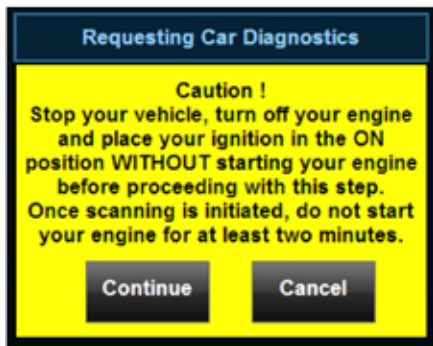 Requesting Car Diagnostics
Caution !
Stop your vehicle, turn off your engine
and place your ignition in the ON
position WITHOUT starting your engine
before proceeding with this step.
Once scanning is initiated, do not start
your engine for at least two minutes.
Continue
Cancel